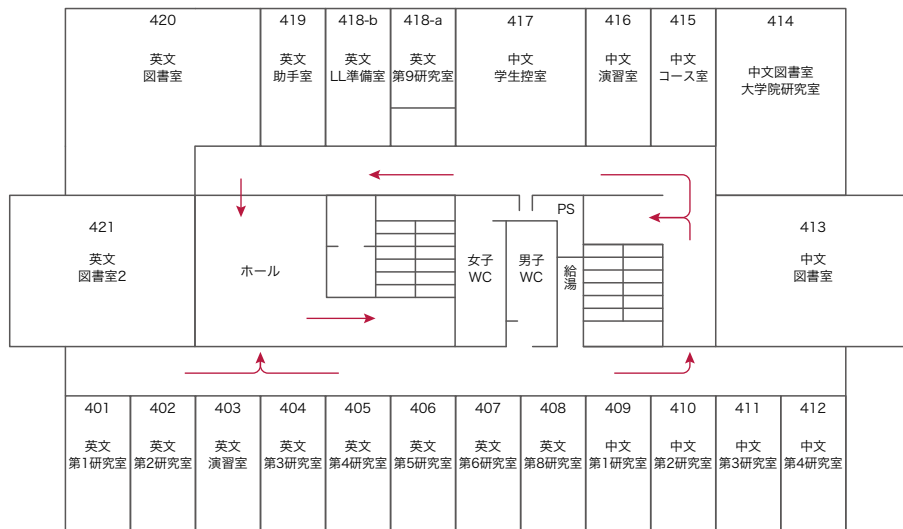 420
英文
図書室
419
英文
助手室
418-b
英文
LL準備室
418-a
英文
第9研究室
417
中文
学生控室
416
中文
演習室
415
中文
コース室
414
中文図書室
大学院研究室
421
英文
図書室2
ホール
女子
WC
男子
WC
PS
給湯
413
中文
図書室
401
英文
第1研究室
402
英文
第2研究室
403
英文
演習室
404
英文
第3研究室
405
英文
第4研究室
406
英文
第5研究室
407
英文
第6研究室
408
英文
第8研究室
409
中文
第1研究室
410
中文
第2研究室
411
中文
第3研究室
412
中文
第4研究室